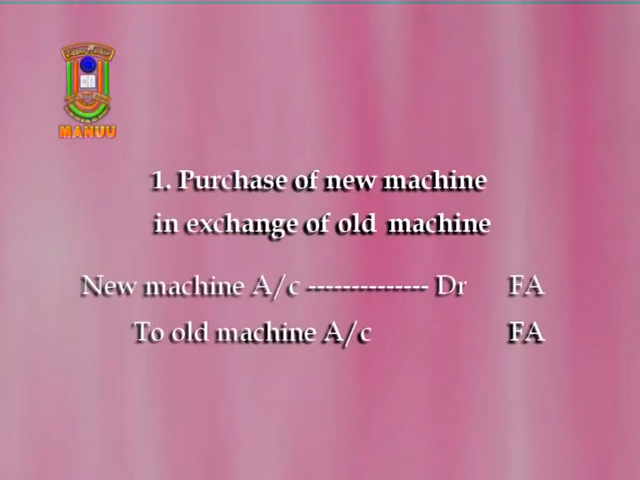 MANUU
1. Purchase of new machine
in exchange of old machine
New machine A/c -------------- Dr FA
To old machine A/c FA